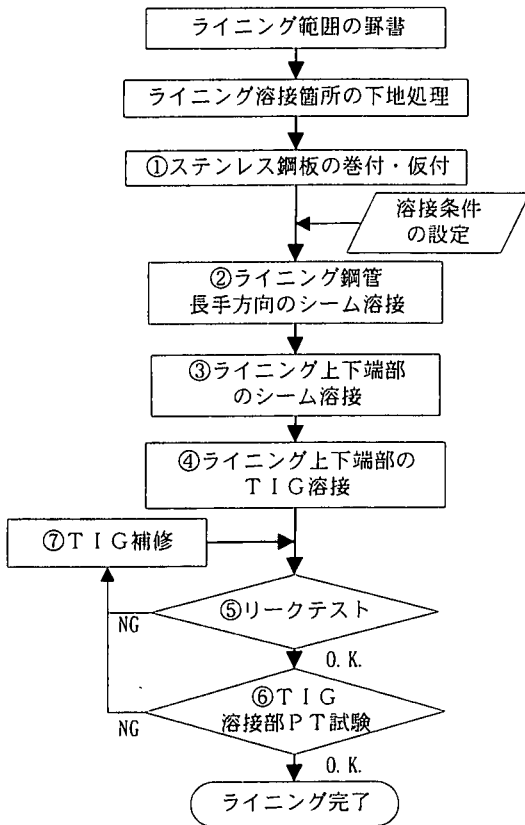 ライニング範囲の罫書
ライニング溶接箇所の下地処理
①ステンレス鋼板の巻付・仮付
溶接条件
の設定
②ライニング鋼管
長手方向のシーム溶接
③ライニング上下端部
のシーム溶接
④ライニング上下端部の
ＴＩＧ溶接
⑦ＴＩＧ補修
⑤リークテスト
NG
O.K.
⑥ＴＩＧ
溶接部ＰＴ試験
NG
O.K.
ライニング完了